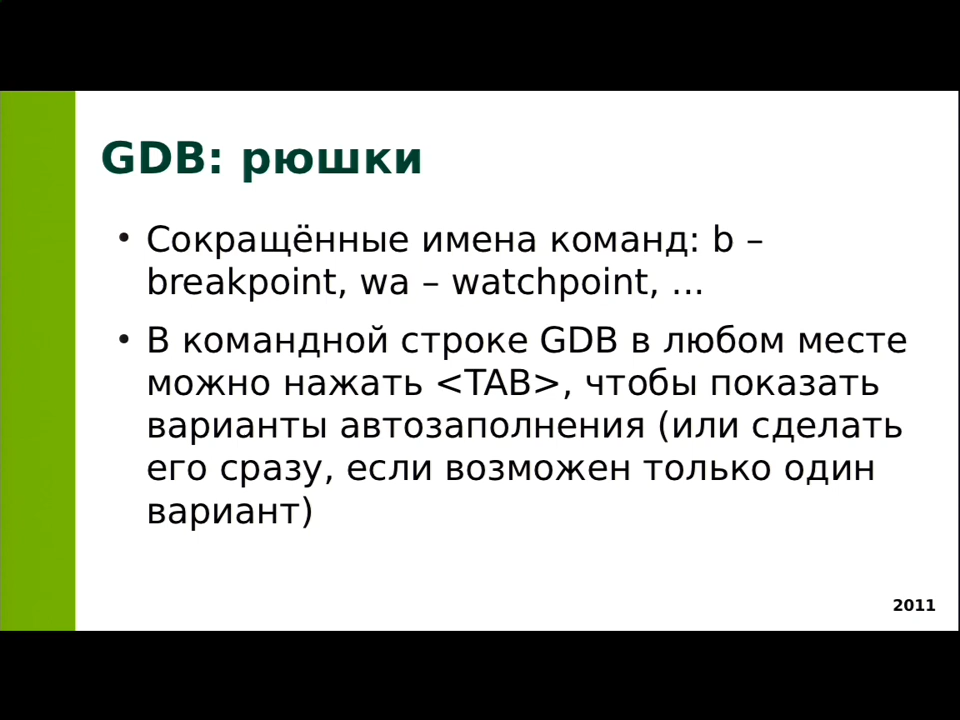 GDB: рюшки
• Сокращённые имена команд: b –
breakpoint, wa – watchpoint, ...
• В командной строке GDB в любом месте
можно нажать <TAB>, чтобы показать
варианты автозаполнения (или сделать
его сразу, если возможен только один
вариант)
2011